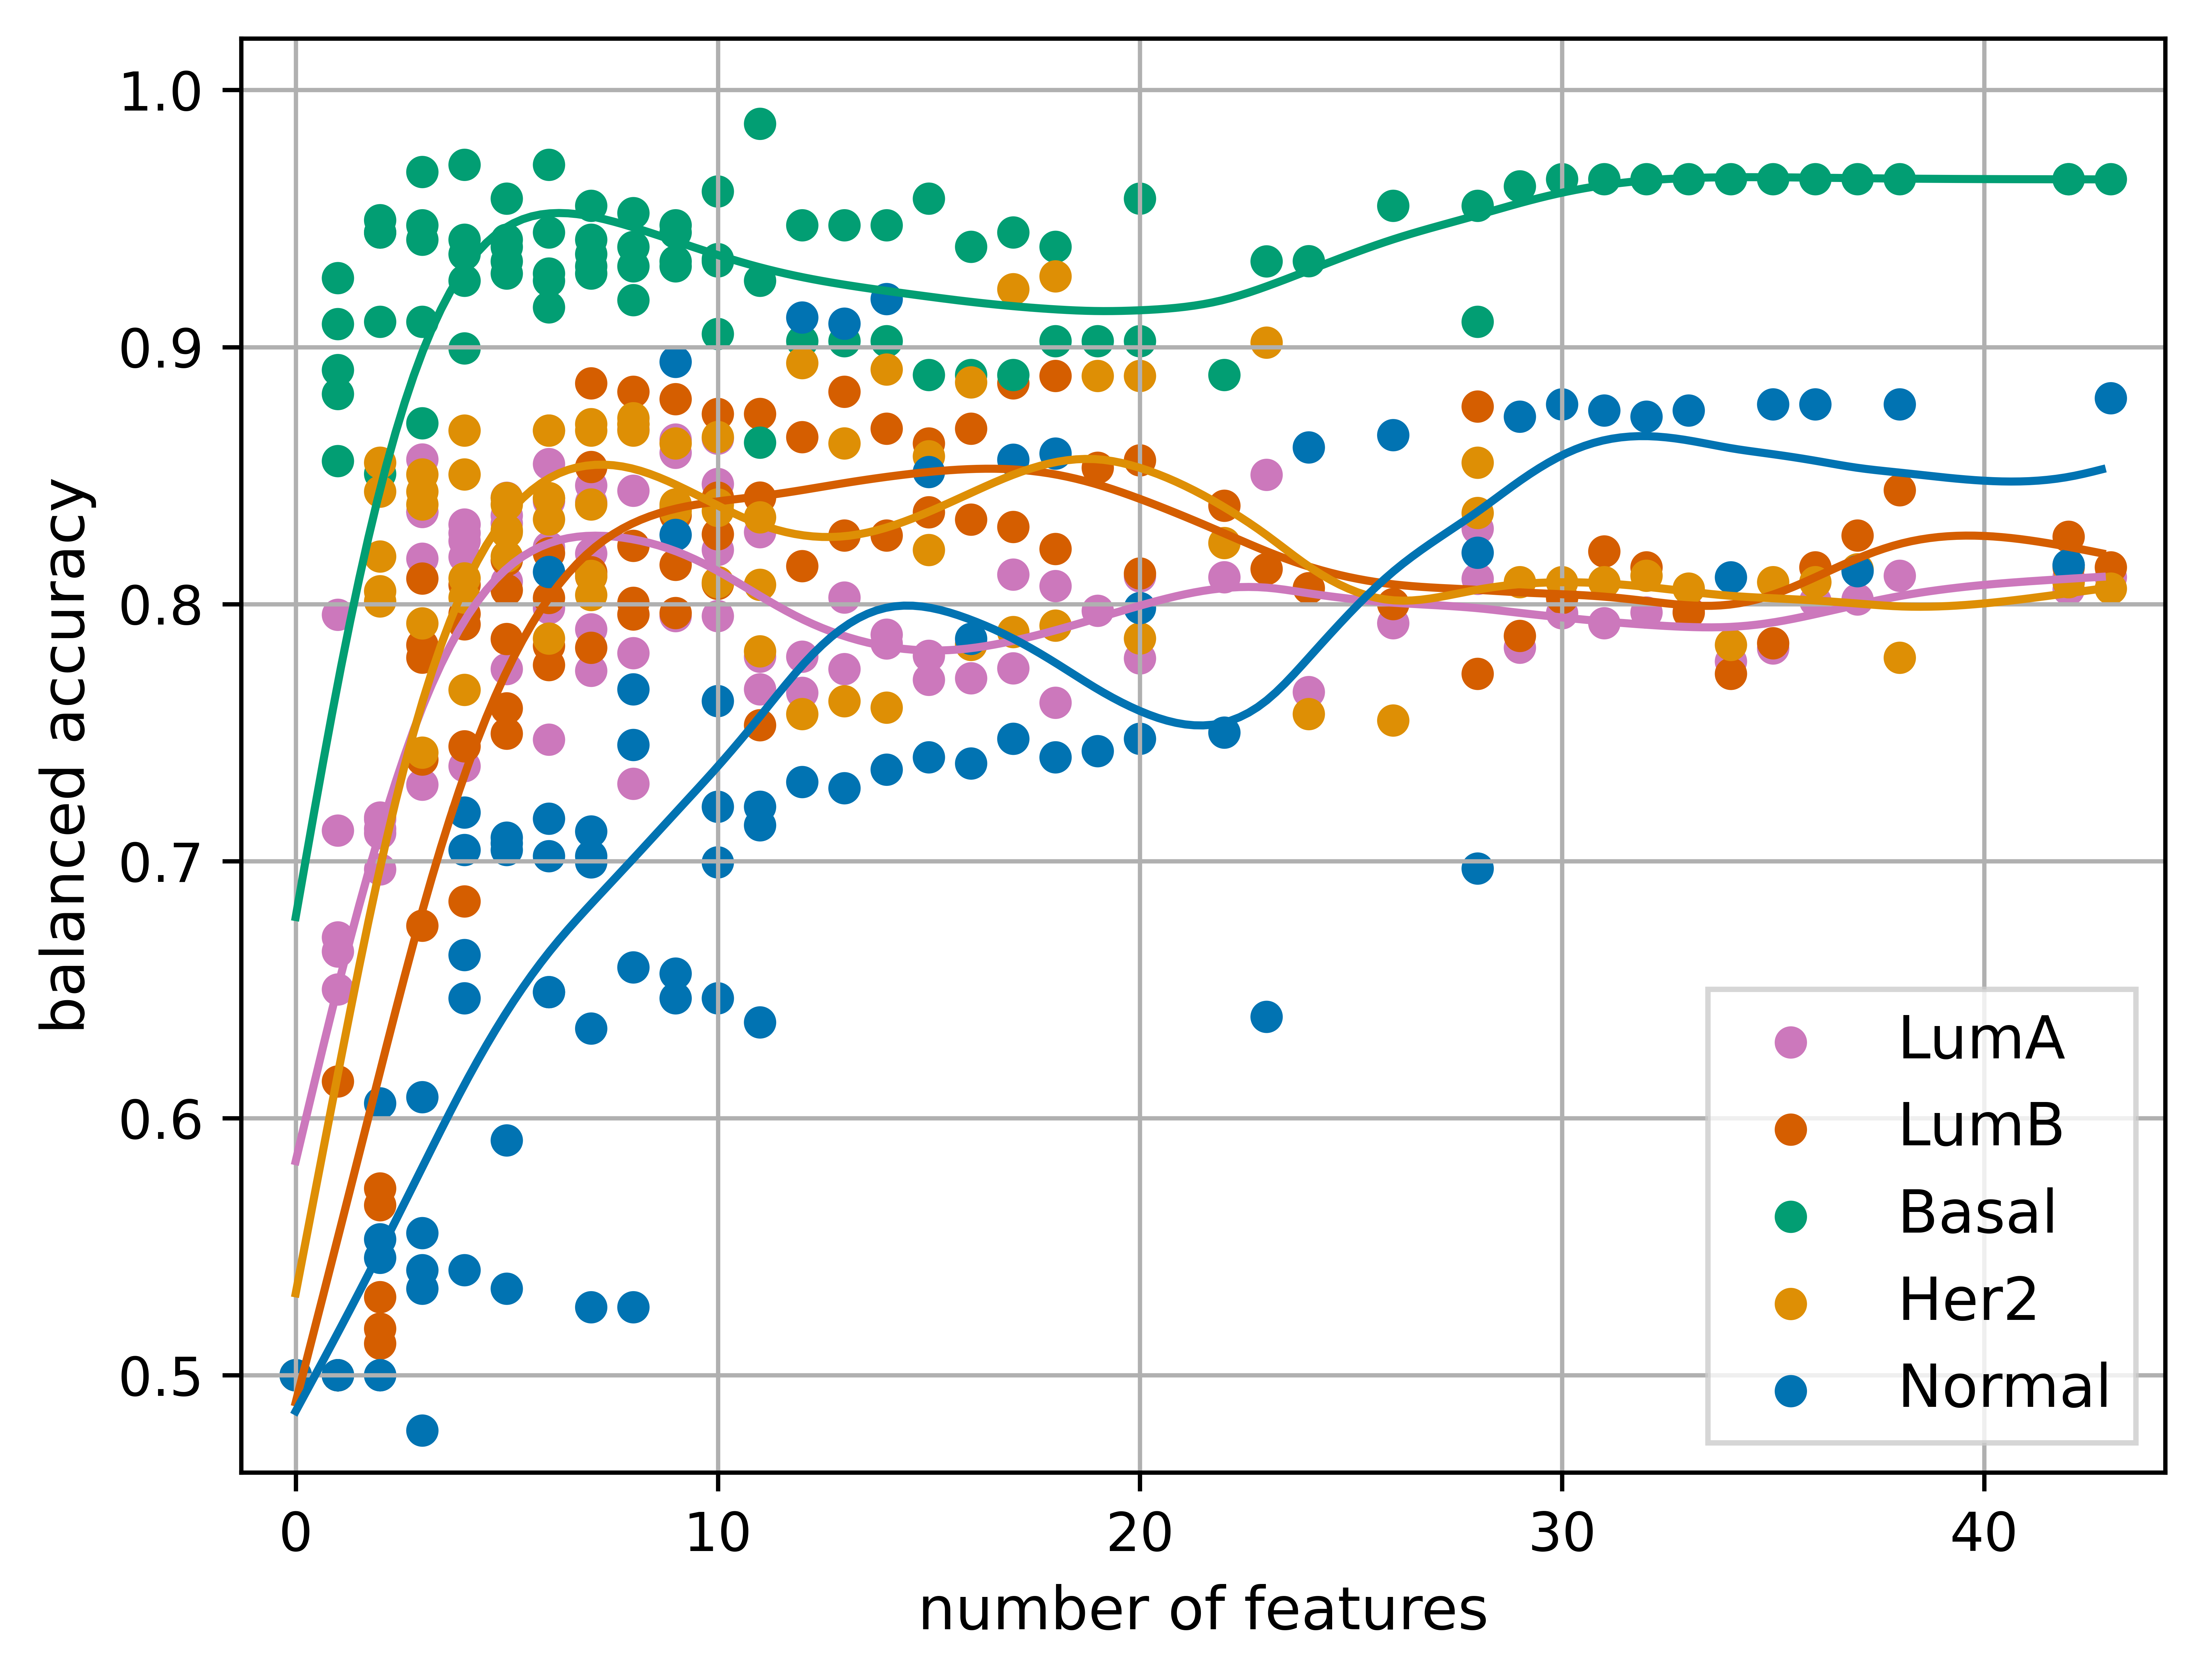 1.0
0.9
0.8
0.7
0.6
0.5
balanced accuracy
0 10 20 30 40
number of features
LumA
LumB
Basal
Her2
Normal